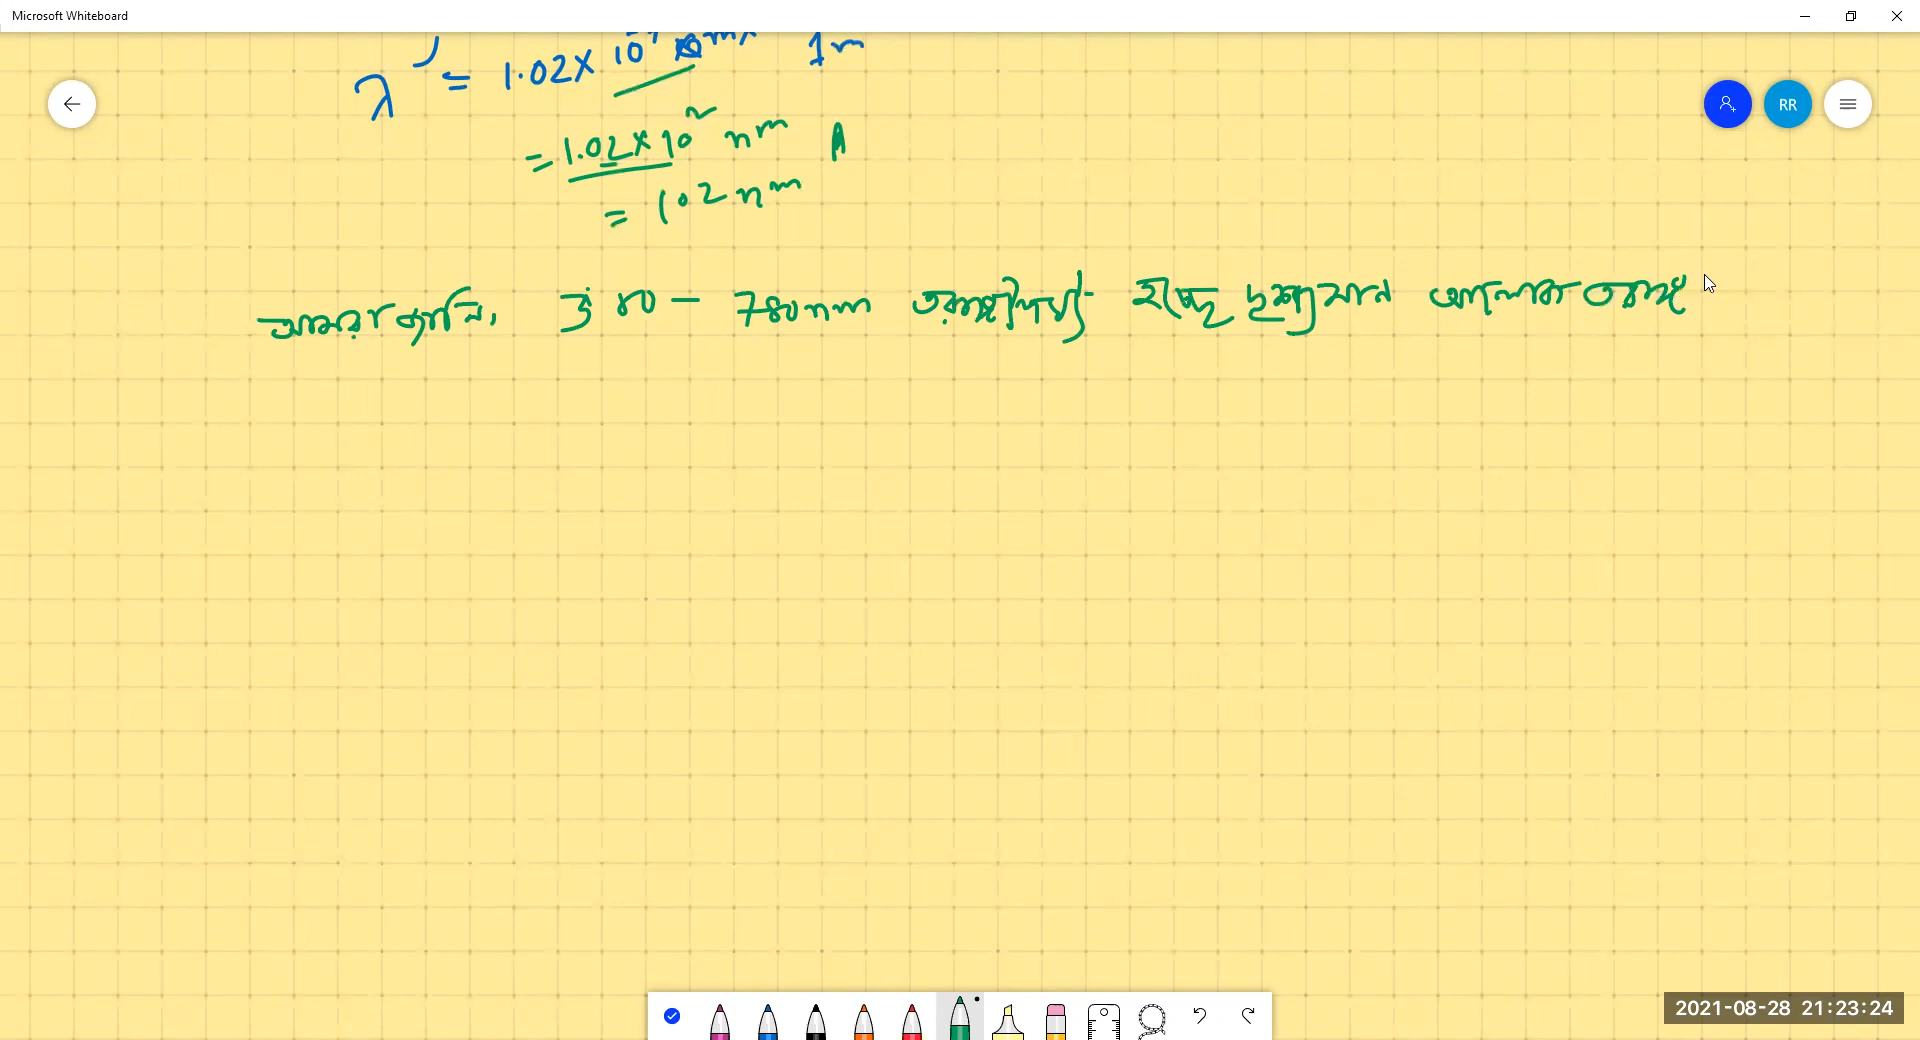 Microsoft Whiteboard
λ = 1.02 × 10 1m
= 1.02 × 10² nm A
= 102 nm
RR
আমরা জানি, 380 – 780 nm তরঙ্গদৈর্ঘ্য হচ্ছে দৃশ্যমান আলোর তরঙ্গ
2021-08-28 21:23:24